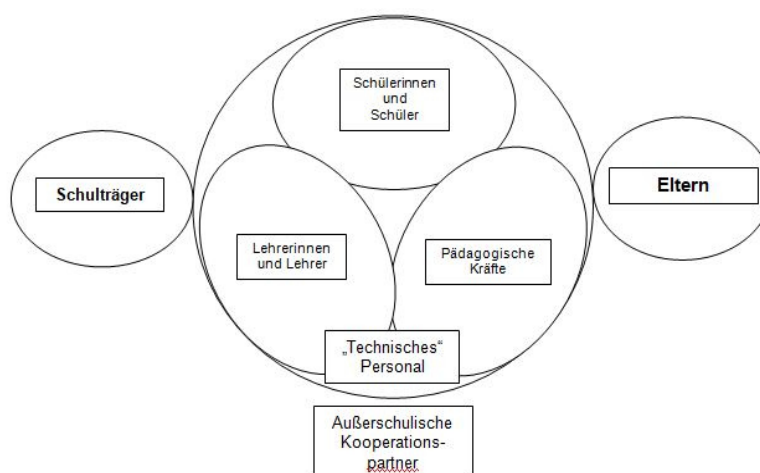 Schülerinnen
und
Schüler
Schulträger
Eltern
Lehrerinnen
und Lehrer
Pädagogische
Kräfte
„Technisches“
Personal
Außerschulische
Kooperations-
partner